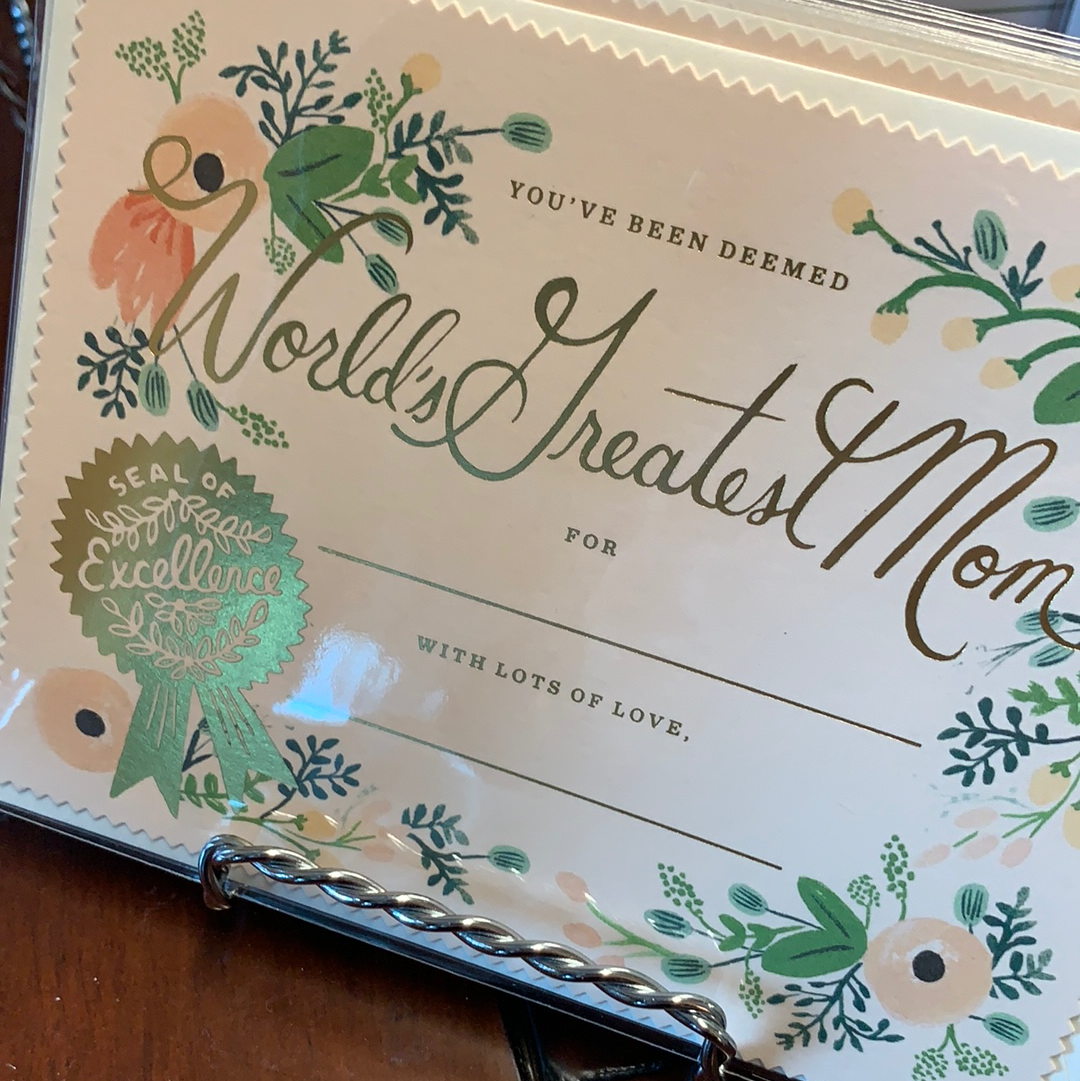 YOU'VE BEEN DEEMED
World's Greatest Mom
FOR
WITH LOTS OF LOVE,
SEAL OF
Excellence